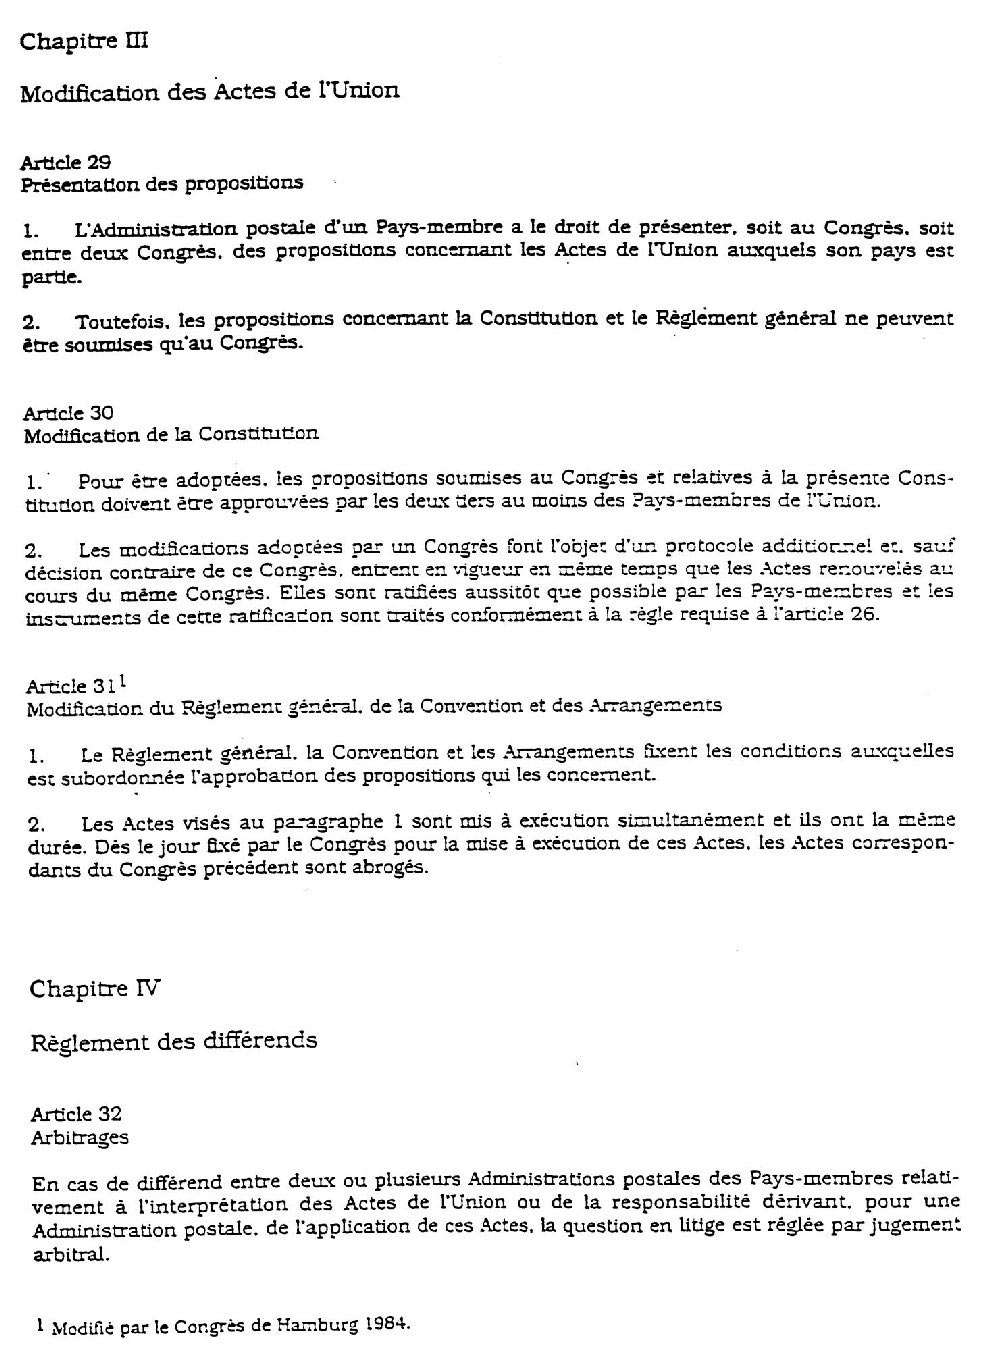 Chapitre III
Modification des Actes de l'Union
Article 29
Présentation des propositions
1. L'Administration postale d'un Pays-membre a le droit de présenter, soit au Congrès, soit
entre deux Congrès, des propositions concernant les Actes de l'Union auxquels son pays est
partie.
2. Toutefois, les propositions concernant la Constitution et le Règlement général ne peuvent
être soumises qu'au Congrès.
Article 30
Modification de la Constitution
1. Pour être adoptées, les propositions soumises au Congrès et relatives à la présente Cons-
titution doivent être approuvées par les deux tiers au moins des Pays-membres de l'Union.
2. Les modifications adoptées par un Congrès font l'objet d'un protocole additionnel et, sauf
décision contraire de ce Congrès, entrent en vigueur en même temps que les Actes renouvelés au
cours du même Congrès. Elles sont ratifiées aussitôt que possible par les Pays-membres et les
instruments de cette ratification sont traités conformément à la règle requise à l'article 26.
Article 31¹
Modification du Règlement général, de la Convention et des Arrangements
1. Le Règlement général, la Convention et les Arrangements fixent les conditions auxquelles
est subordonnée l'approbation des propositions qui les concernent.
2. Les Actes visés au paragraphe 1 sont mis à exécution simultanément et ils ont la même
durée. Dès le jour fixé par le Congrès pour la mise à exécution de ces Actes, les Actes correspon-
dants du Congrès précédent sont abrogés.
Chapitre IV
Règlement des différends
Article 32
Arbitrages
En cas de différend entre deux ou plusieurs Administrations postales des Pays-membres relati-
vement à l'interprétation des Actes de l'Union ou de la responsabilité dérivant, pour une
Administration postale, de l'application de ces Actes, la question en litige est réglée par jugement
arbitral.
¹ Modifié par le Congrès de Hamburg 1984.